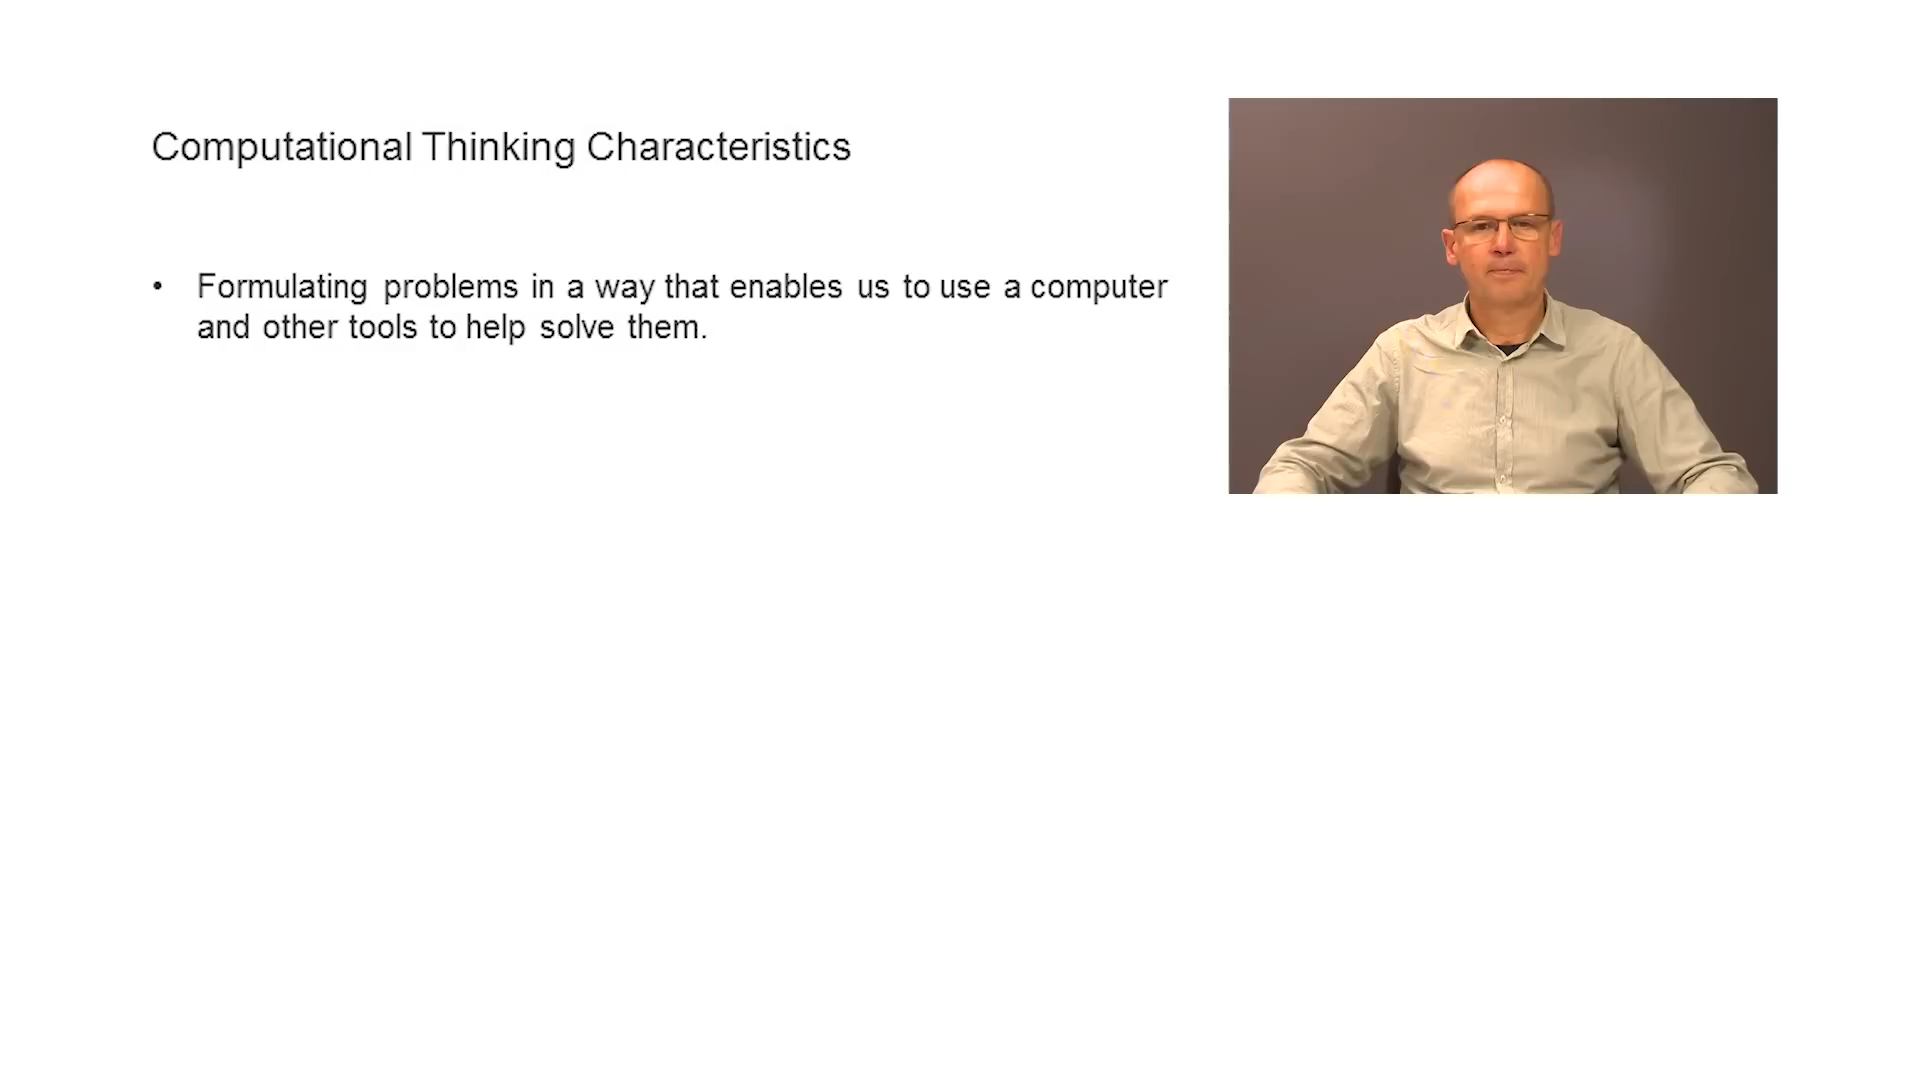 Computational Thinking Characteristics
• Formulating problems in a way that enables us to use a computer
and other tools to help solve them.